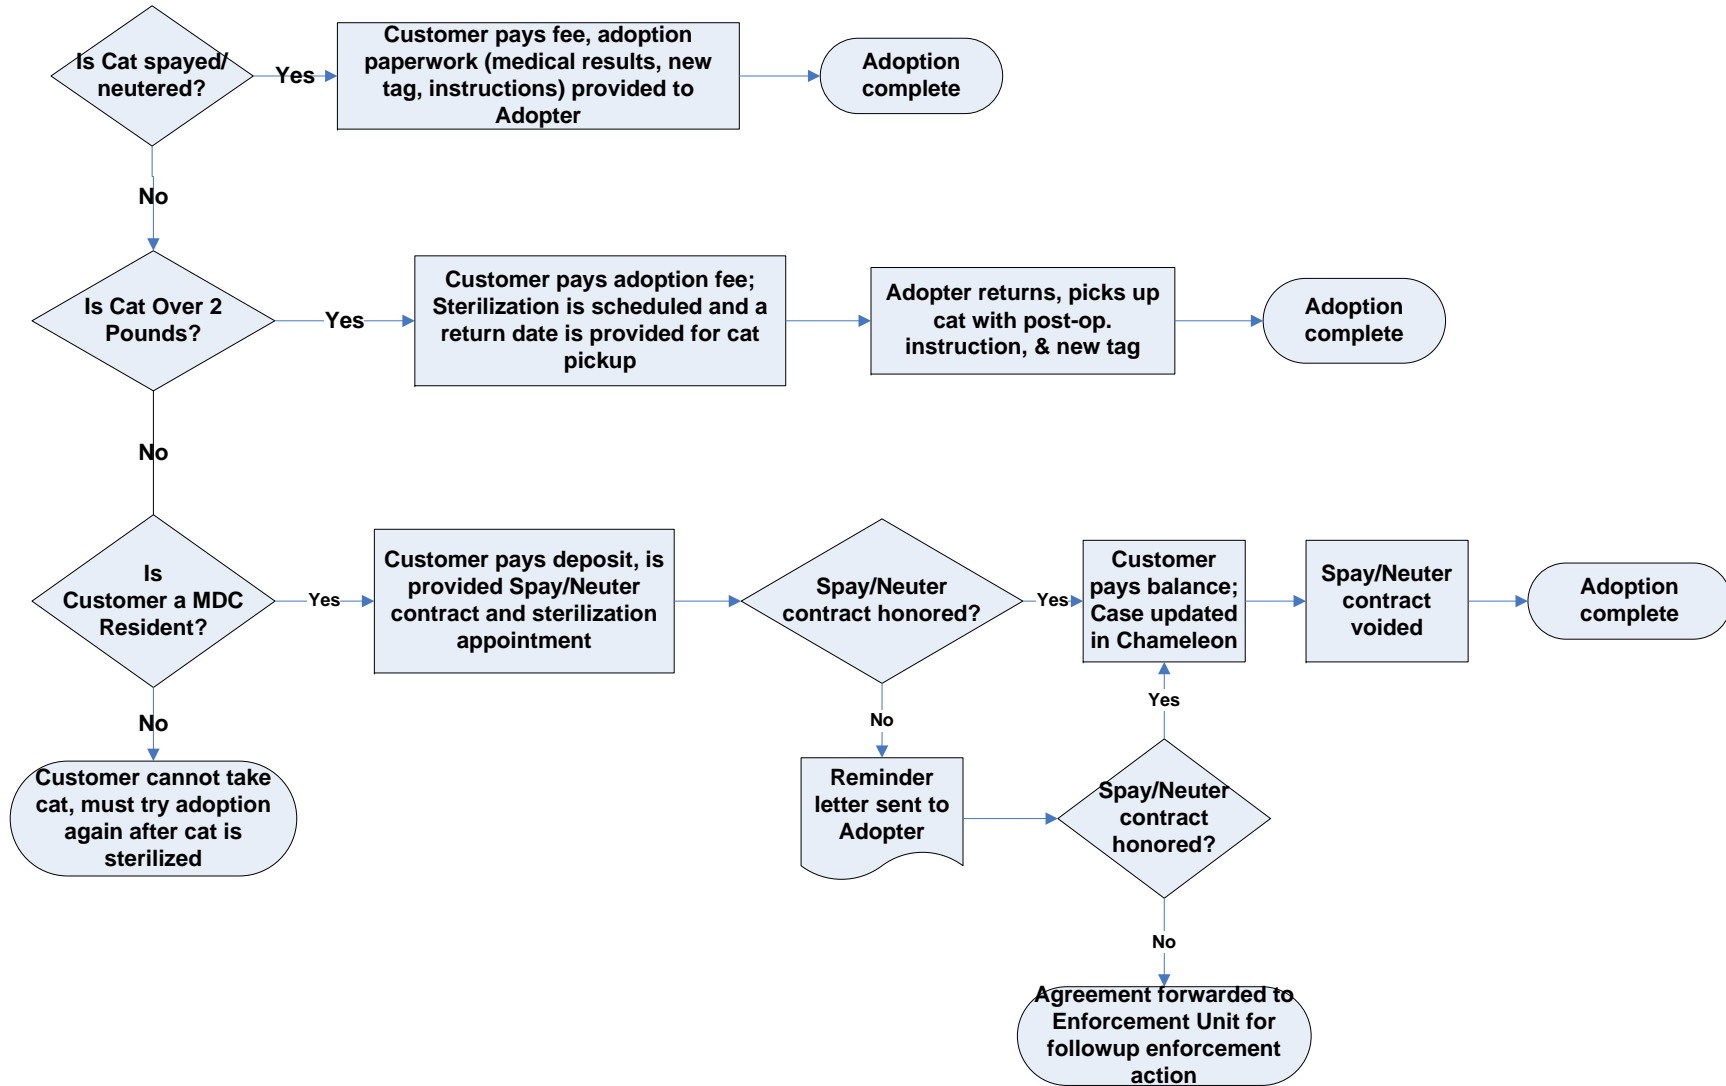 Is Cat spayed/
neutered?
Yes
Customer pays fee, adoption
paperwork (medical results, new
tag, instructions) provided to
Adopter
Adoption
complete
No
Is Cat Over 2
Pounds?
Yes
Customer pays adoption fee;
Sterilization is scheduled and a
return date is provided for cat
pickup
Adopter returns, picks up
cat with post-op.
instruction, & new tag
Adoption
complete
No
Is
Customer a MDC
Resident?
Yes
Customer pays deposit, is
provided Spay/Neuter
contract and sterilization
appointment
Spay/Neuter
contract honored?
Yes
Customer
pays balance;
Case updated
in Chameleon
Spay/Neuter
contract
voided
Adoption
complete
No
Customer cannot take
cat, must try adoption
again after cat is
sterilized
No
Reminder
letter sent to
Adopter
Yes
Spay/Neuter
contract
honored?
No
Agreement forwarded to
Enforcement Unit for
followup enforcement
action